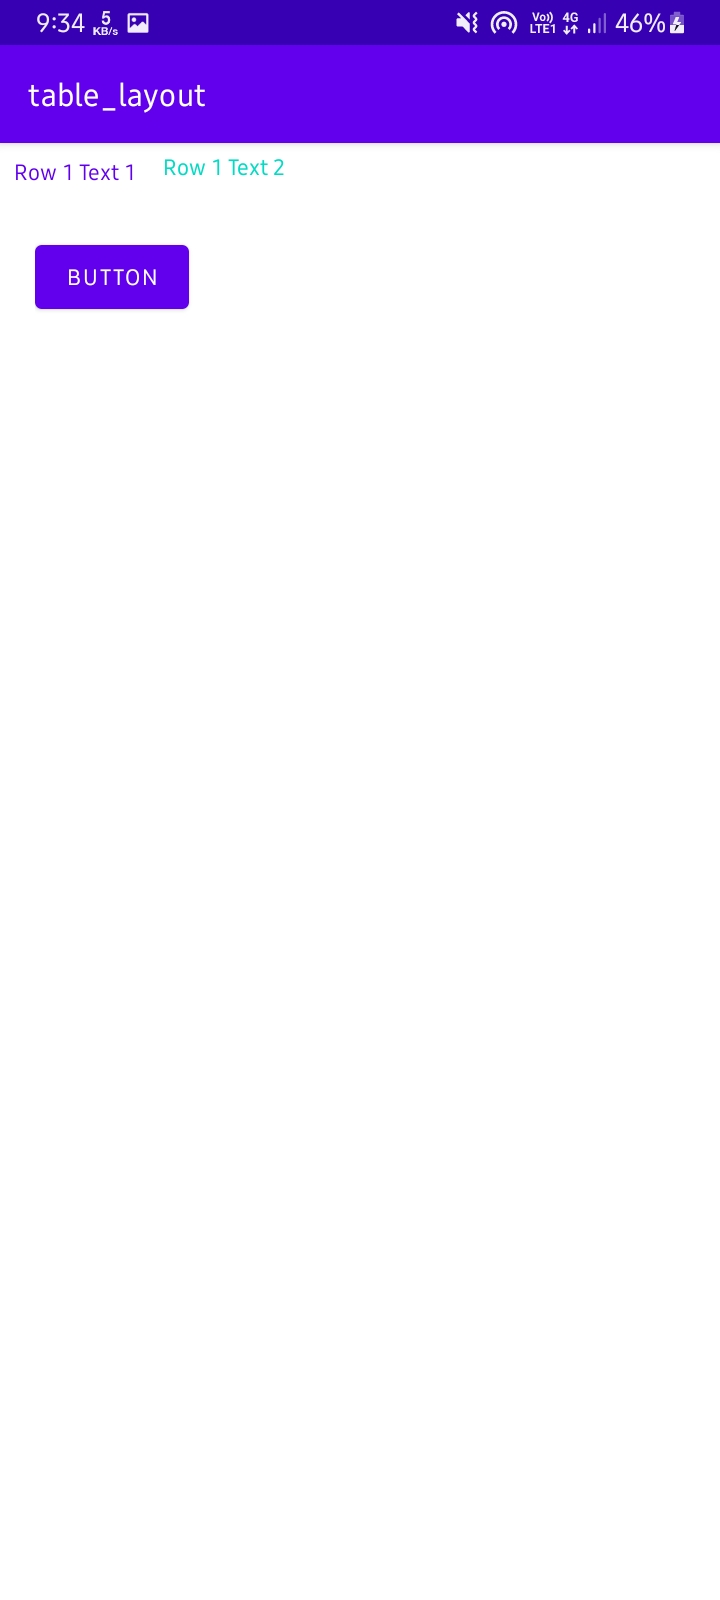 9:34 5 KB/s Vo)) LTE1 4G 46%
table_layout
Row 1 Text 1 Row 1 Text 2
BUTTON